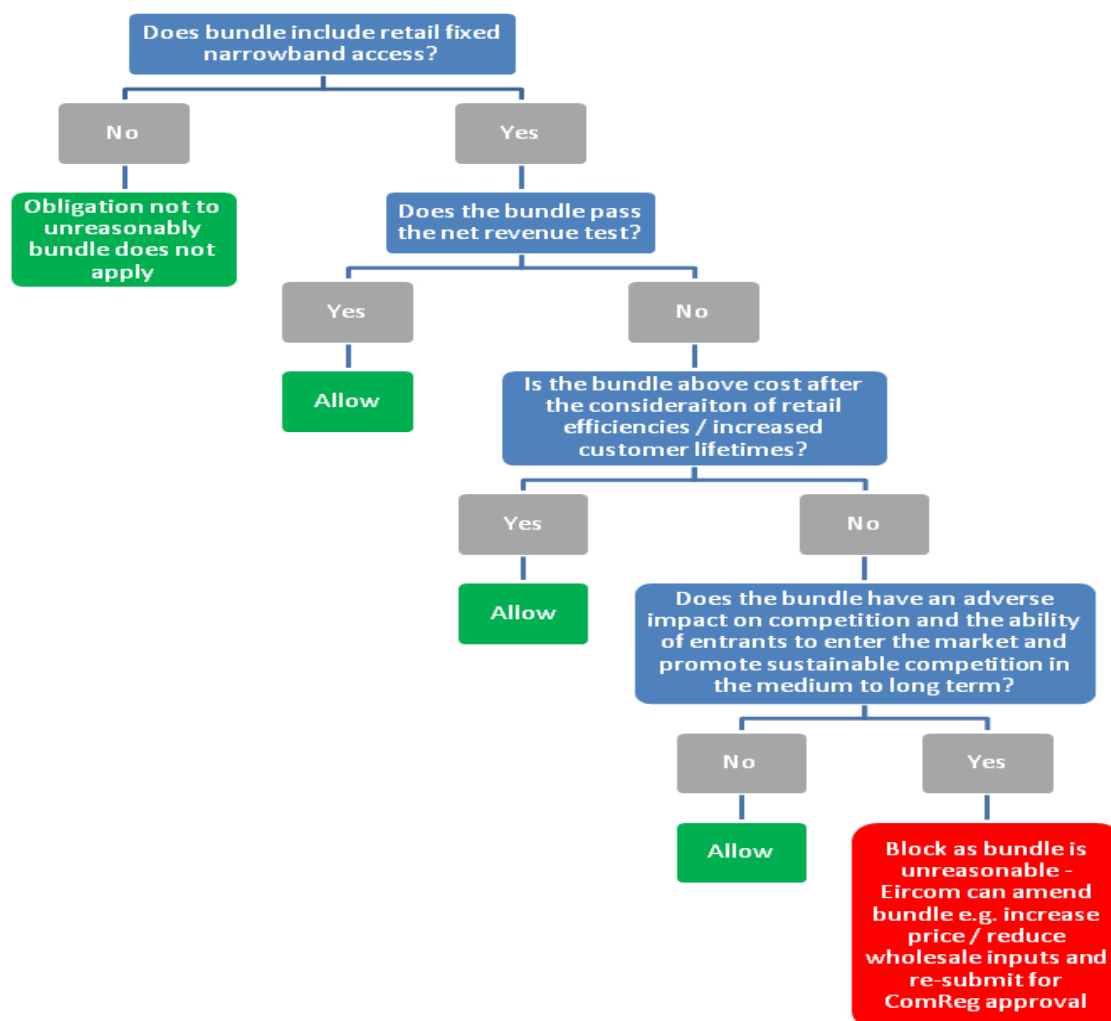 Does bundle include retail fixed
narrowband access?
No
Yes
Obligation not to
unreasonably
bundle does not
apply
Does the bundle pass
the net revenue test?
Yes
No
Allow
Is the bundle above cost after
the consideraiton of retail
efficiencies / increased
customer lifetimes?
Yes
No
Allow
Does the bundle have an adverse
impact on competition and the ability
of entrants to enter the market and
promote sustainable competition in
the medium to long term?
No
Yes
Allow
Block as bundle is
unreasonable -
Eircom can amend
bundle e.g. increase
price / reduce
wholesale inputs and
re-submit for
ComReg approval